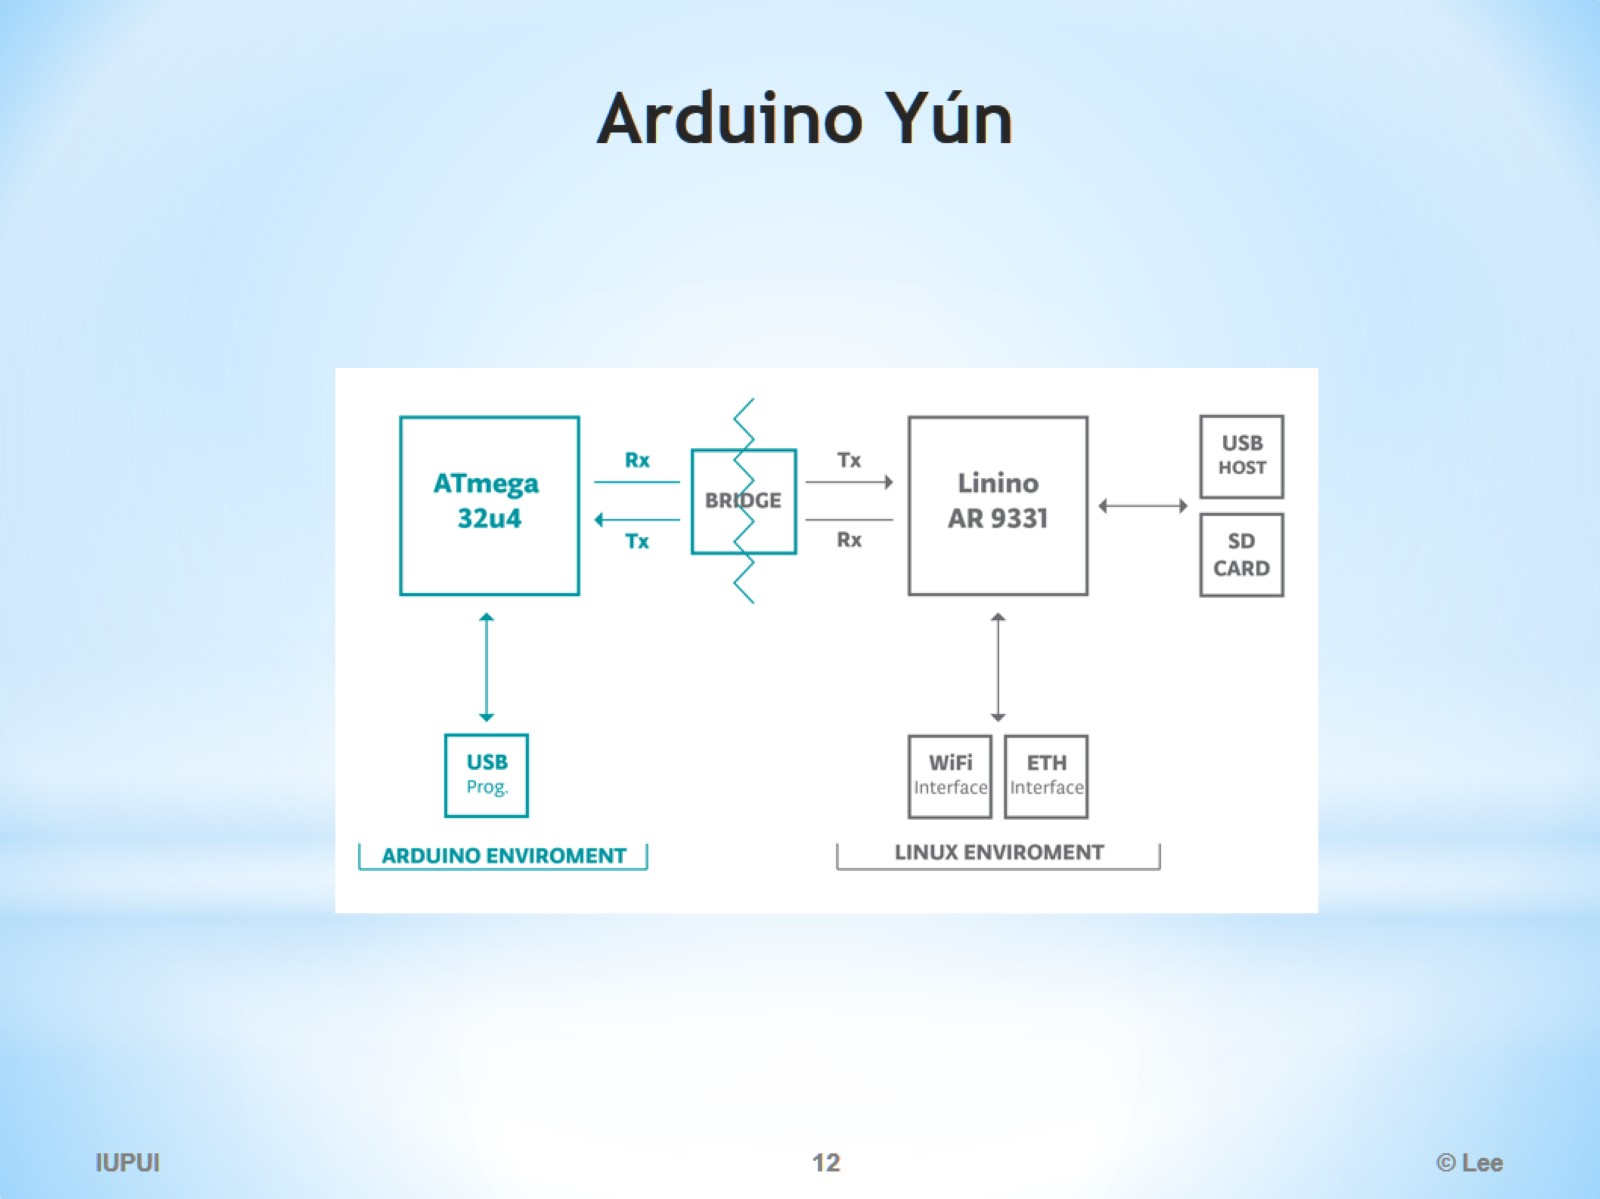 Arduino Yún
ATmega
32u4
Rx
Tx
BRIDGE
Tx
Rx
Linino
AR 9331
USB
HOST
SD
CARD
USB
Prog.
WiFi
Interface
ETH
Interface
ARDUINO ENVIROMENT
LINUX ENVIROMENT
IUPUI
12
© Lee